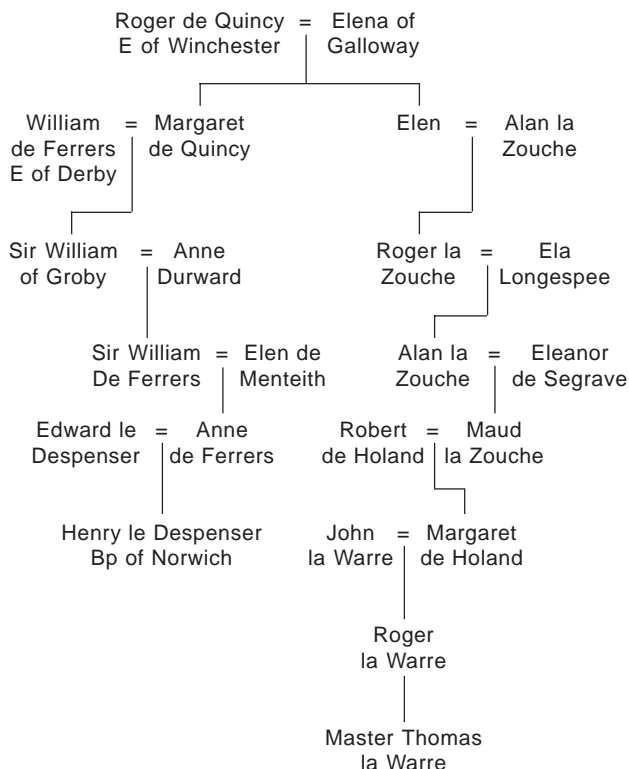 Roger de Quincy = Elena of
E of Winchester Galloway
William = Margaret Elen = Alan la
de Ferrers de Quincy Zouche
E of Derby
Sir William = Anne Roger la = Ela
of Groby Durward Zouche Longespee
Sir William = Elen de Alan la = Eleanor
De Ferrers Menteith Zouche de Segrave
Edward le = Anne Robert = Maud
Despenser de Ferrers de Holand la Zouche
Henry le Despenser John = Margaret
Bp of Norwich la Warre de Holand
Roger
la Warre
Master Thomas
la Warre